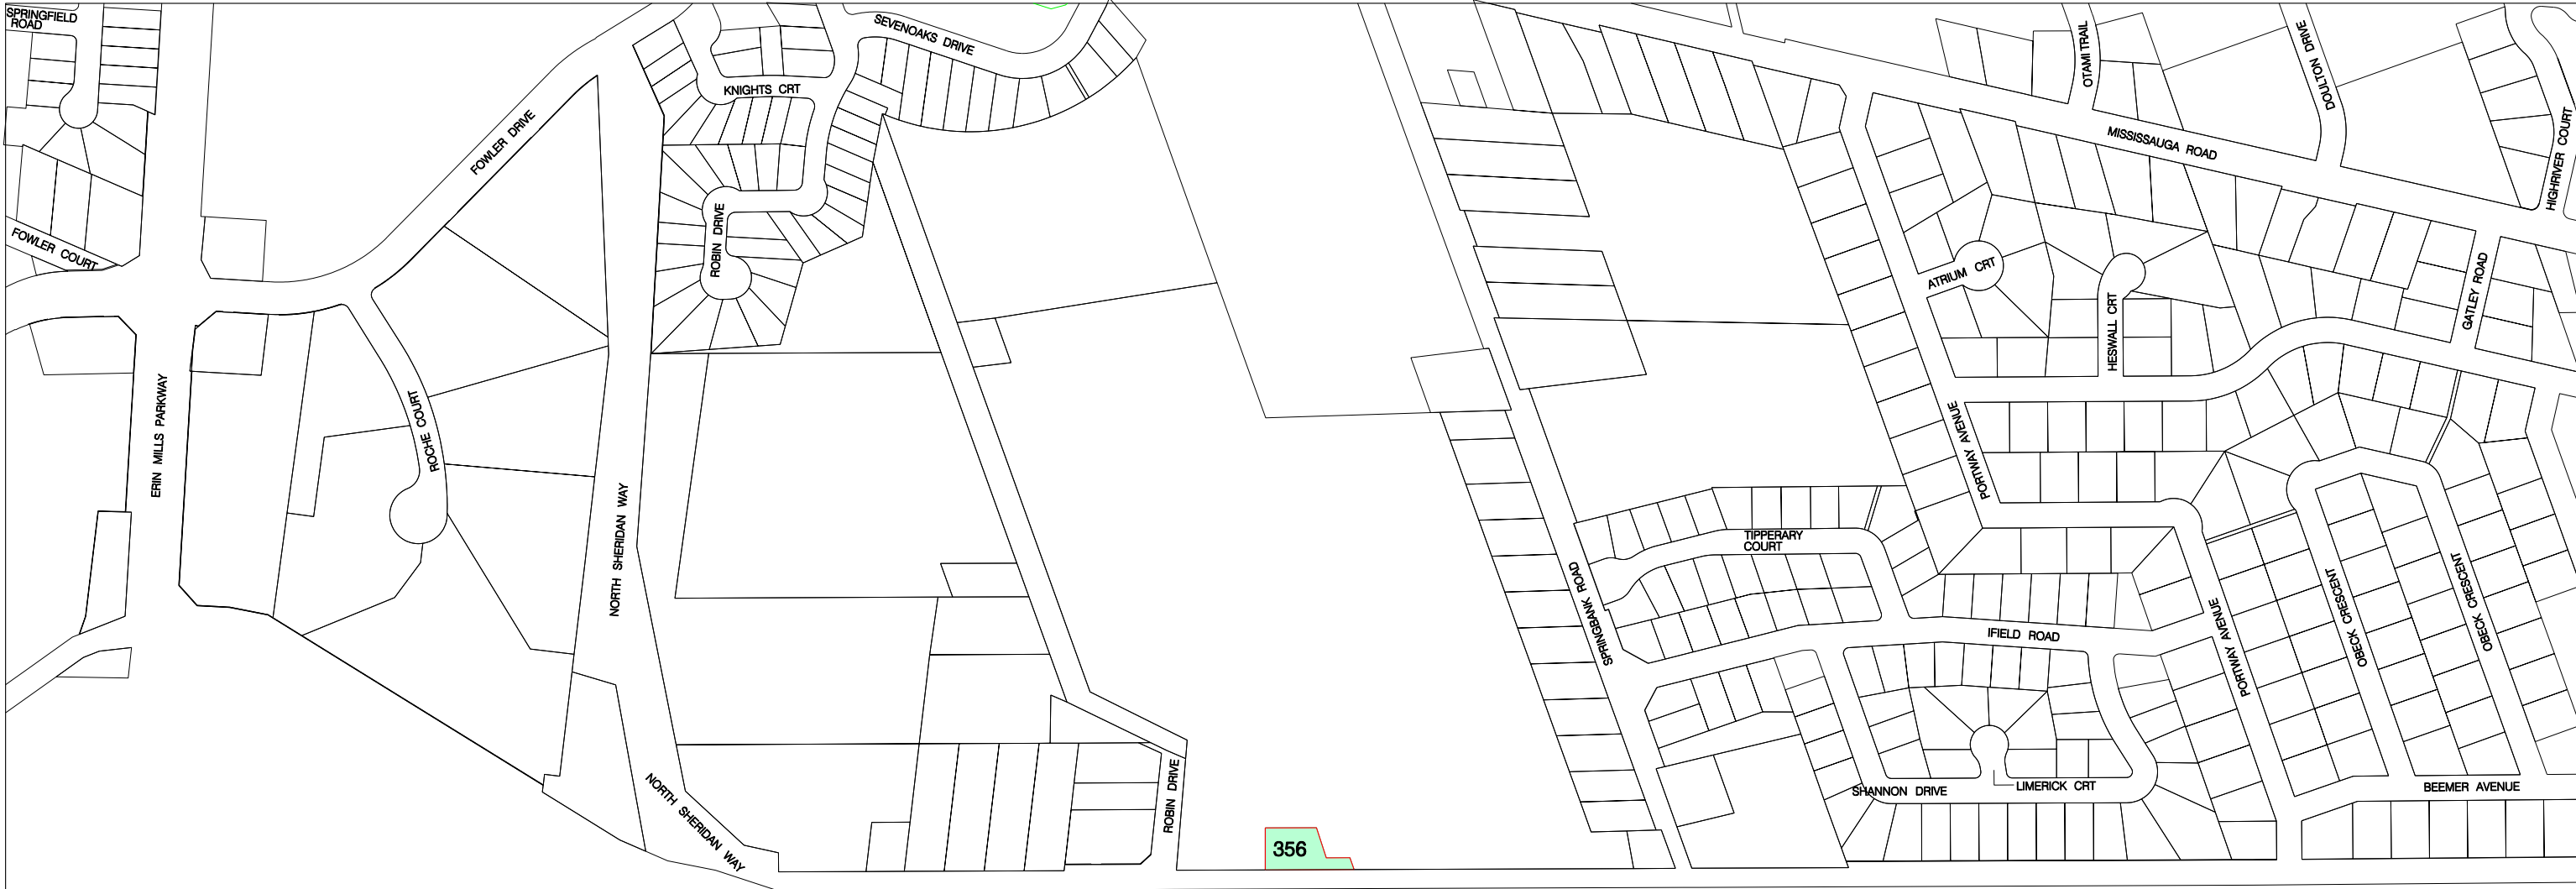 SPRINGFIELD
ROAD
SEVENOAKS DRIVE
OTAMI TRAIL
DOULTON DRIVE
KNIGHTS CRT
FOWLER DRIVE
MISSISSAUGA ROAD
HIGHRIVER COURT
FOWLER COURT
ROBIN DRIVE
ATRIUM CRT
GATLEY ROAD
HESWALL CRT
ERIN MILLS PARKWAY
ROCHE COURT
PORTWAY AVENUE
NORTH SHERIDAN WAY
TIPPERARY
COURT
SPRINGBANK ROAD
OBECK CRESCENT
OBECK CRESCENT
IFIELD ROAD
PORTWAY AVENUE
NORTH SHERIDAN WAY
ROBIN DRIVE
SHANNON DRIVE
LIMERICK CRT
BEEMER AVENUE
356